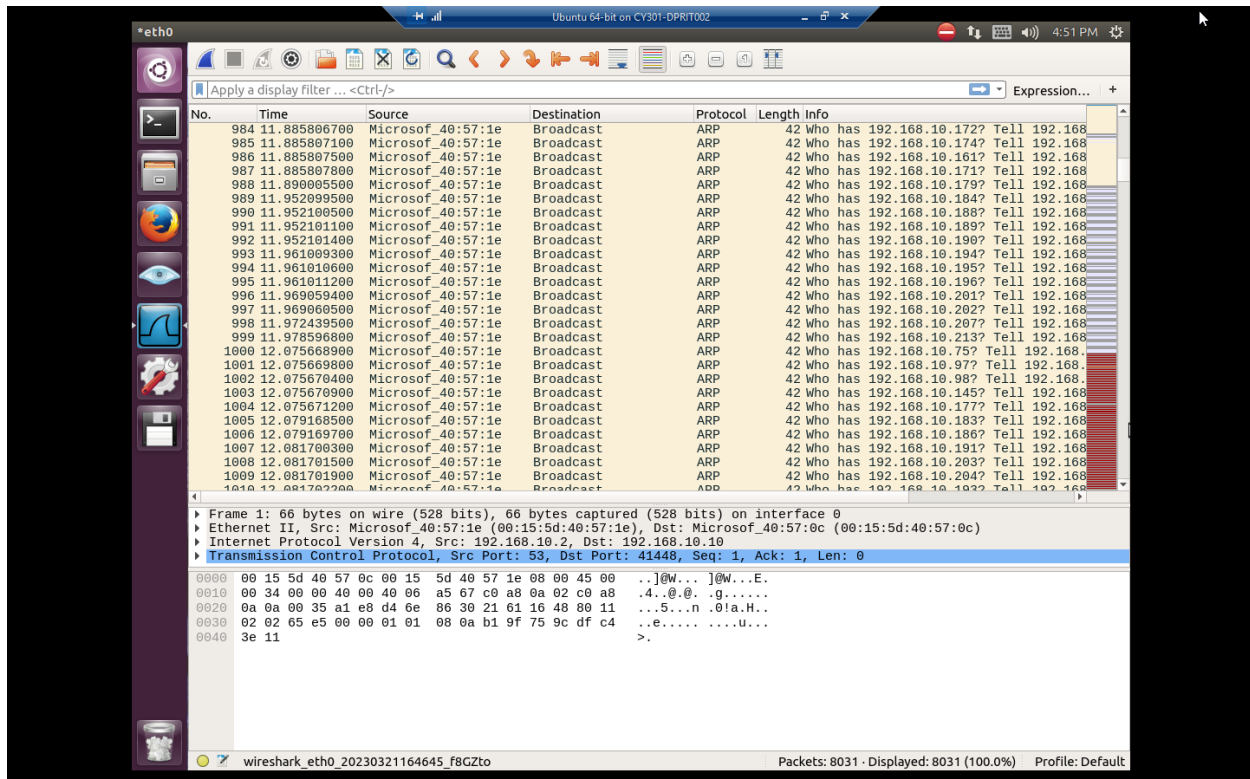 Ubuntu 64-bit on CY301-DPRIT002
*eth0 4:51 PM
Apply a display filter … <Ctrl-/> Expression… +
No. Time Source Destination Protocol Length Info
984 11.885806700 Microsof_40:57:1e Broadcast ARP 42 Who has 192.168.10.172? Tell 192.168
985 11.885807100 Microsof_40:57:1e Broadcast ARP 42 Who has 192.168.10.174? Tell 192.168
986 11.885807500 Microsof_40:57:1e Broadcast ARP 42 Who has 192.168.10.161? Tell 192.168
987 11.885807800 Microsof_40:57:1e Broadcast ARP 42 Who has 192.168.10.171? Tell 192.168
988 11.890005500 Microsof_40:57:1e Broadcast ARP 42 Who has 192.168.10.179? Tell 192.168
989 11.952099500 Microsof_40:57:1e Broadcast ARP 42 Who has 192.168.10.184? Tell 192.168
990 11.952100500 Microsof_40:57:1e Broadcast ARP 42 Who has 192.168.10.188? Tell 192.168
991 11.952101100 Microsof_40:57:1e Broadcast ARP 42 Who has 192.168.10.189? Tell 192.168
992 11.952101400 Microsof_40:57:1e Broadcast ARP 42 Who has 192.168.10.190? Tell 192.168
993 11.961009300 Microsof_40:57:1e Broadcast ARP 42 Who has 192.168.10.194? Tell 192.168
994 11.961010600 Microsof_40:57:1e Broadcast ARP 42 Who has 192.168.10.195? Tell 192.168
995 11.961011200 Microsof_40:57:1e Broadcast ARP 42 Who has 192.168.10.196? Tell 192.168
996 11.969059400 Microsof_40:57:1e Broadcast ARP 42 Who has 192.168.10.201? Tell 192.168
997 11.969060500 Microsof_40:57:1e Broadcast ARP 42 Who has 192.168.10.202? Tell 192.168
998 11.972439500 Microsof_40:57:1e Broadcast ARP 42 Who has 192.168.10.207? Tell 192.168
999 11.978596800 Microsof_40:57:1e Broadcast ARP 42 Who has 192.168.10.213? Tell 192.168
1000 12.075668900 Microsof_40:57:1e Broadcast ARP 42 Who has 192.168.10.75? Tell 192.168.
1001 12.075669800 Microsof_40:57:1e Broadcast ARP 42 Who has 192.168.10.97? Tell 192.168.
1002 12.075670400 Microsof_40:57:1e Broadcast ARP 42 Who has 192.168.10.98? Tell 192.168.
1003 12.075670900 Microsof_40:57:1e Broadcast ARP 42 Who has 192.168.10.145? Tell 192.168
1004 12.075671200 Microsof_40:57:1e Broadcast ARP 42 Who has 192.168.10.177? Tell 192.168
1005 12.079168500 Microsof_40:57:1e Broadcast ARP 42 Who has 192.168.10.183? Tell 192.168
1006 12.079169700 Microsof_40:57:1e Broadcast ARP 42 Who has 192.168.10.186? Tell 192.168
1007 12.081700300 Microsof_40:57:1e Broadcast ARP 42 Who has 192.168.10.191? Tell 192.168
1008 12.081701500 Microsof_40:57:1e Broadcast ARP 42 Who has 192.168.10.203? Tell 192.168
1009 12.081701900 Microsof_40:57:1e Broadcast ARP 42 Who has 192.168.10.204? Tell 192.168
1010 12.081702200 Microsof_40:57:1e Broadcast ARP 42 Who has 192.168.10.193? Tell 192.168
Frame 1: 66 bytes on wire (528 bits), 66 bytes captured (528 bits) on interface 0
Ethernet II, Src: Microsof_40:57:1e (00:15:5d:40:57:1e), Dst: Microsof_40:57:0c (00:15:5d:40:57:0c)
Internet Protocol Version 4, Src: 192.168.10.2, Dst: 192.168.10.10
Transmission Control Protocol, Src Port: 53, Dst Port: 41448, Seq: 1, Ack: 1, Len: 0
0000 00 15 5d 40 57 0c 00 15 5d 40 57 1e 08 00 45 00 ..]@W... ]@W...E.
0010 00 34 00 00 40 00 40 06 a5 67 c0 a8 0a 02 c0 a8 .4..@.@. .g......
0020 0a 0a 00 35 a1 e8 d4 6e 86 30 21 61 16 48 80 11 ...5...n .0!a.H..
0030 02 02 65 e5 00 00 01 01 08 0a b1 9f 75 9c df c4 ..e..... ....u...
0040 3e 11 >.
wireshark_eth0_20230321164645_f8GZto Packets: 8031 · Displayed: 8031 (100.0%) Profile: Default